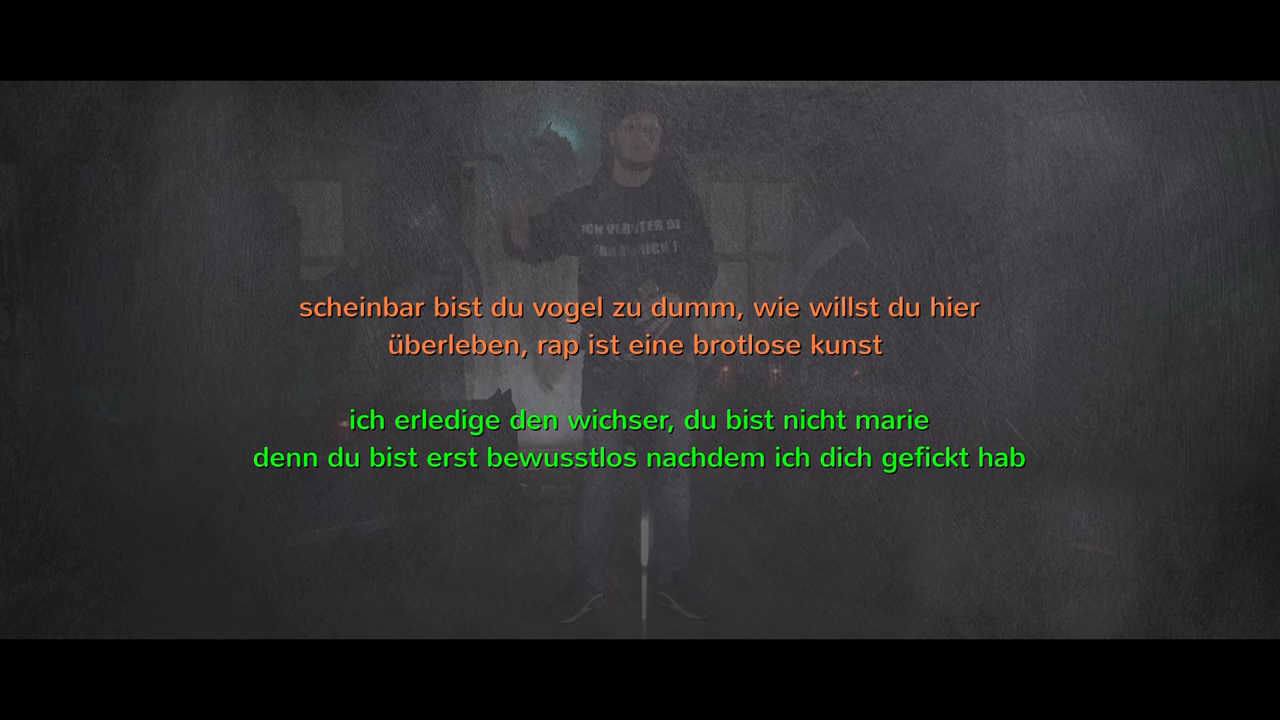 scheinbar bist du vogel zu dumm, wie willst du hier
überleben, rap ist eine brotlose kunst
ich erledige den wichser, du bist nicht marie
denn du bist erst bewusstlos nachdem ich dich gefickt hab